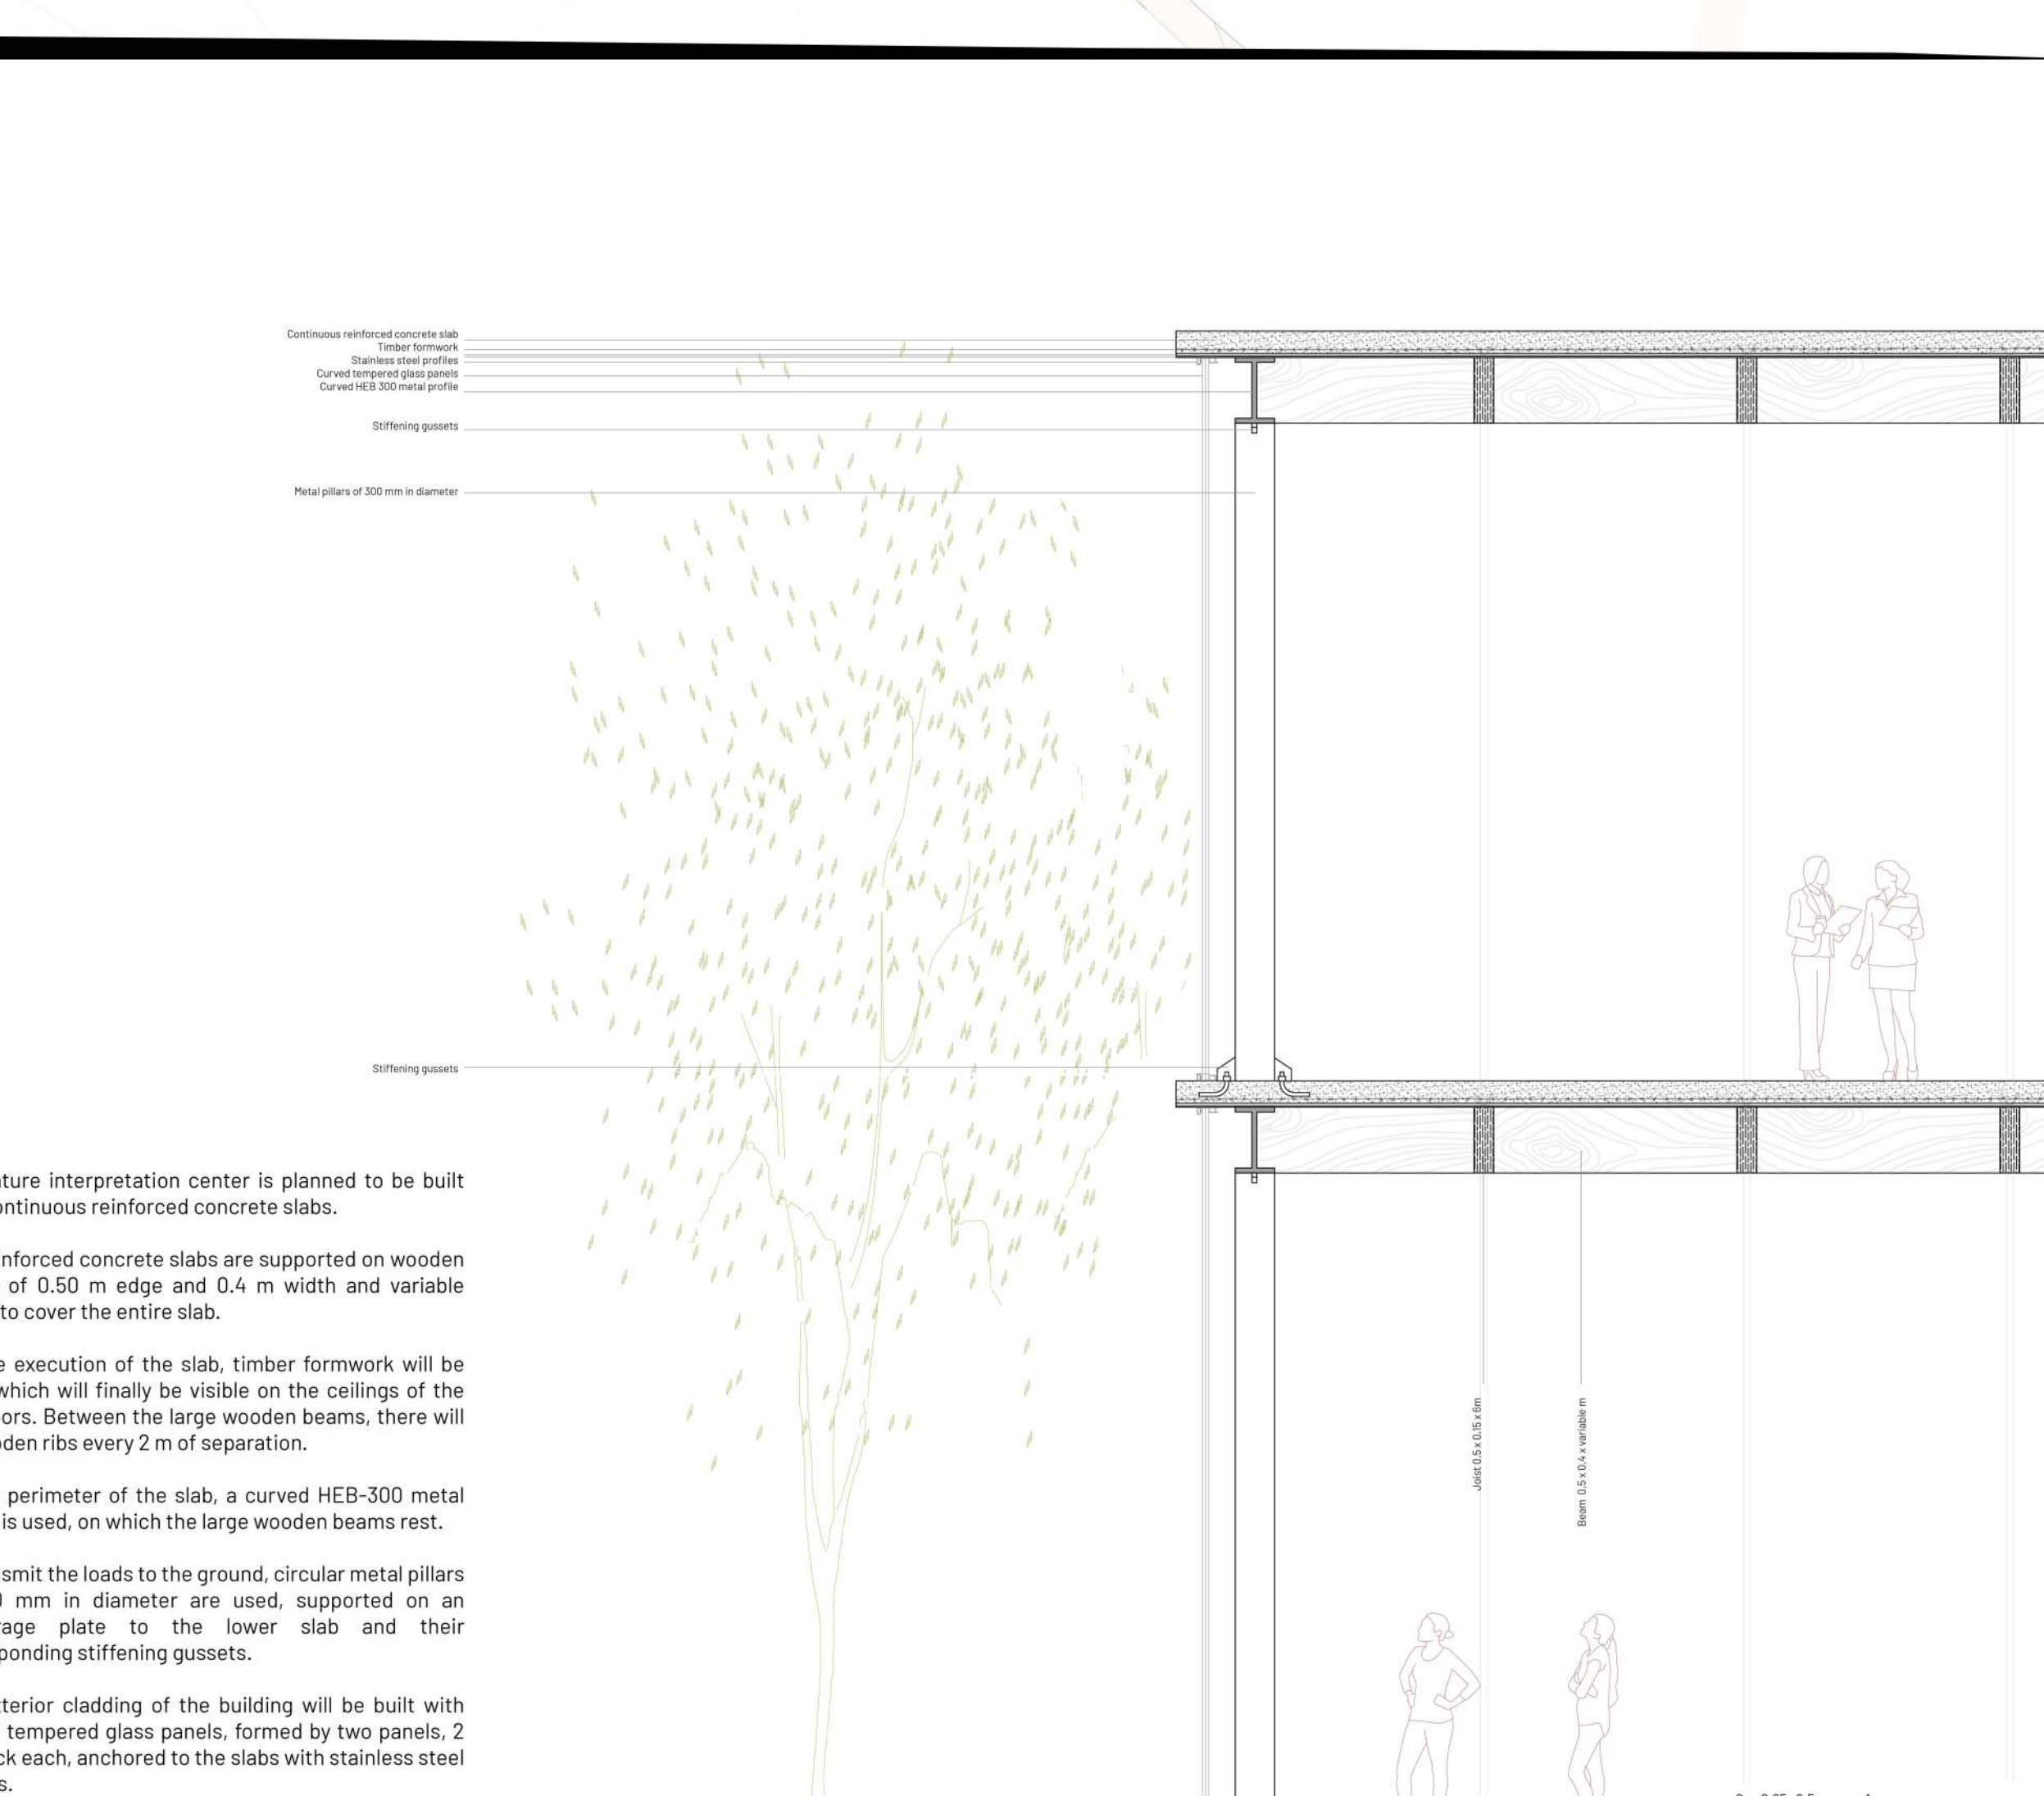 Continuous reinforced concrete slab
Timber formwork
Stainless steel profiles
Curved tempered glass panels
Curved HEB 300 metal profile
Stiffening gussets
Metal pillars of 300 mm in diameter
Stiffening gussets
ture interpretation center is planned to be built
ontinuous reinforced concrete slabs.
nforced concrete slabs are supported on wooden
of 0.50 m edge and 0.4 m width and variable
to cover the entire slab.
e execution of the slab, timber formwork will be
which will finally be visible on the ceilings of the
ors. Between the large wooden beams, there will
den ribs every 2 m of separation.
perimeter of the slab, a curved HEB-300 metal
is used, on which the large wooden beams rest.
smit the loads to the ground, circular metal pillars
mm in diameter are used, supported on an
rage plate to the lower slab and their
ponding stiffening gussets.
terior cladding of the building will be built with
tempered glass panels, formed by two panels, 2
ck each, anchored to the slabs with stainless steel
s.
Joist 0,5 x 0,15 x 6m
Beam 0,5 x 0,4 x variable m